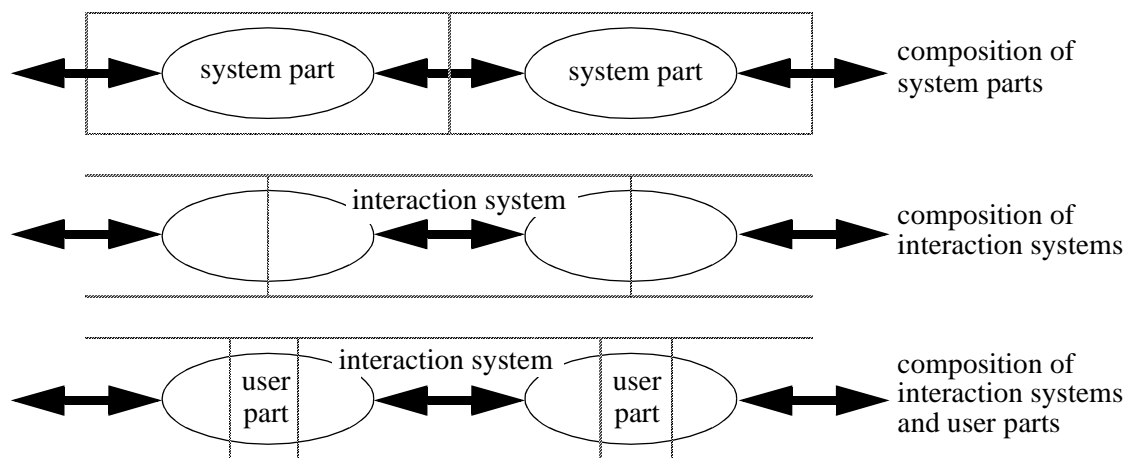 system part
system part
composition of
system parts
interaction system
composition of
interaction systems
interaction system
user
part
user
part
composition of
interaction systems
and user parts